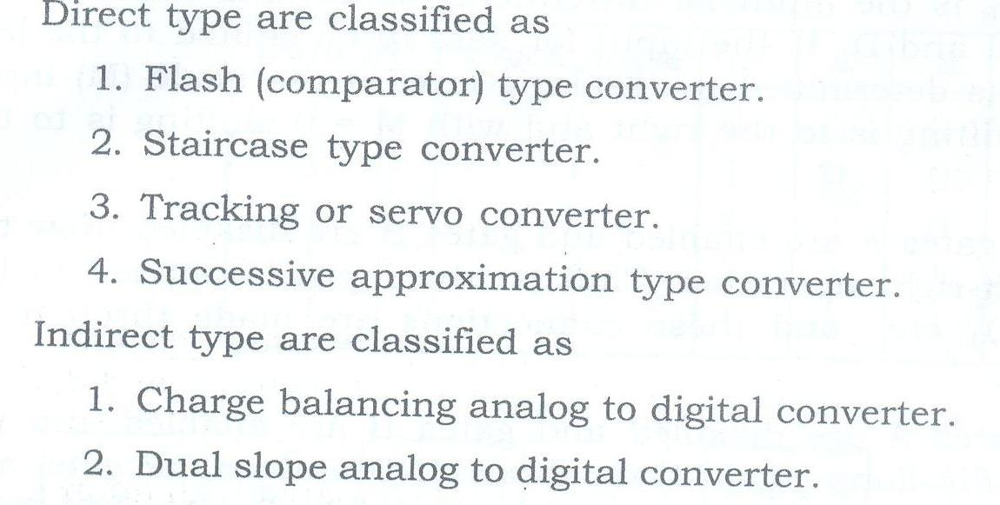 Direct type are classified as
1. Flash (comparator) type converter.
2. Staircase type converter.
3. Tracking or servo converter.
4. Successive approximation type converter.
Indirect type are classified as
1. Charge balancing analog to digital converter.
2. Dual slope analog to digital converter.